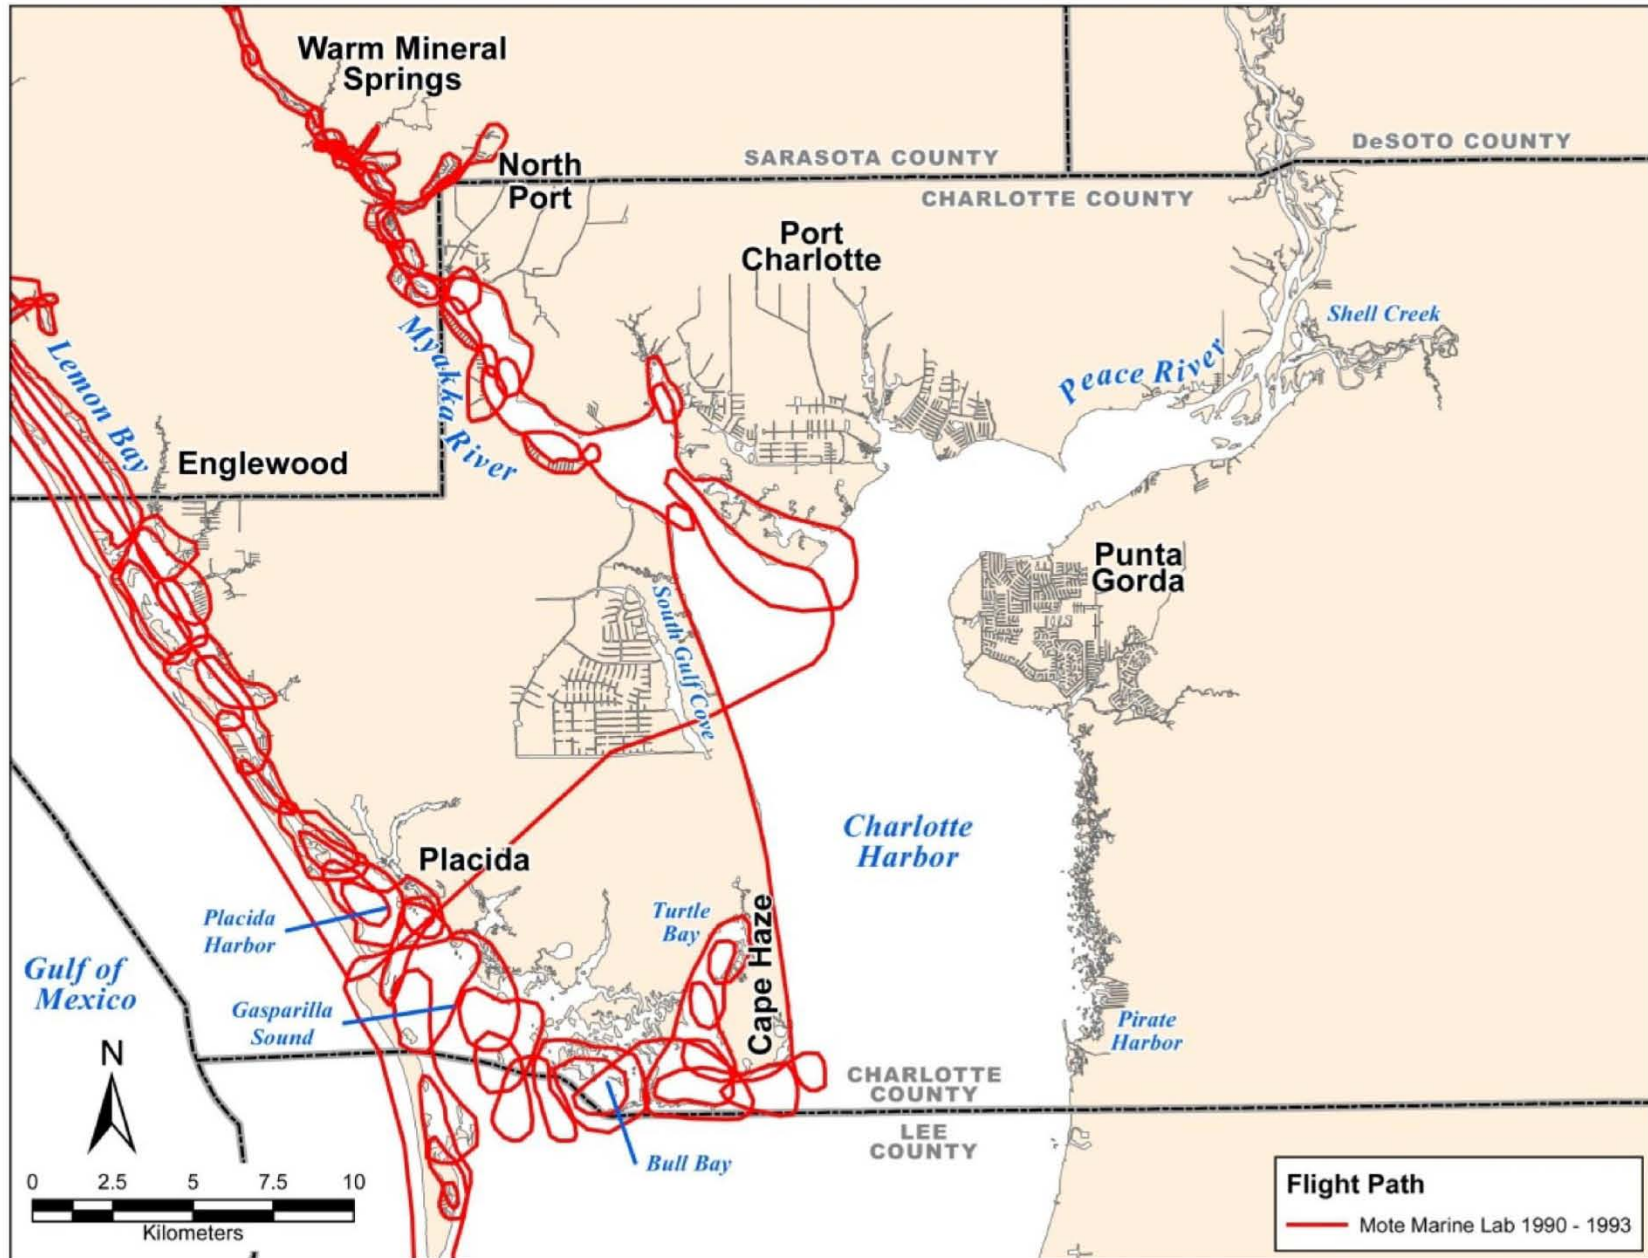 Warm Mineral
Springs
North
Port
SARASOTA COUNTY
DeSOTO COUNTY
CHARLOTTE COUNTY
Port
Charlotte
Shell Creek
Peace River
Lemon Bay
Myakka River
Englewood
Punta
Gorda
South Gulf Cove
Charlotte
Harbor
Placida
Placida
Harbor
Turtle
Bay
Cape Haze
Gulf of
Mexico
Gasparilla
Sound
Pirate
Harbor
N
CHARLOTTE
COUNTY
LEE
COUNTY
Bull Bay
0 2.5 5 7.5 10
Kilometers
Flight Path
Mote Marine Lab 1990 - 1993